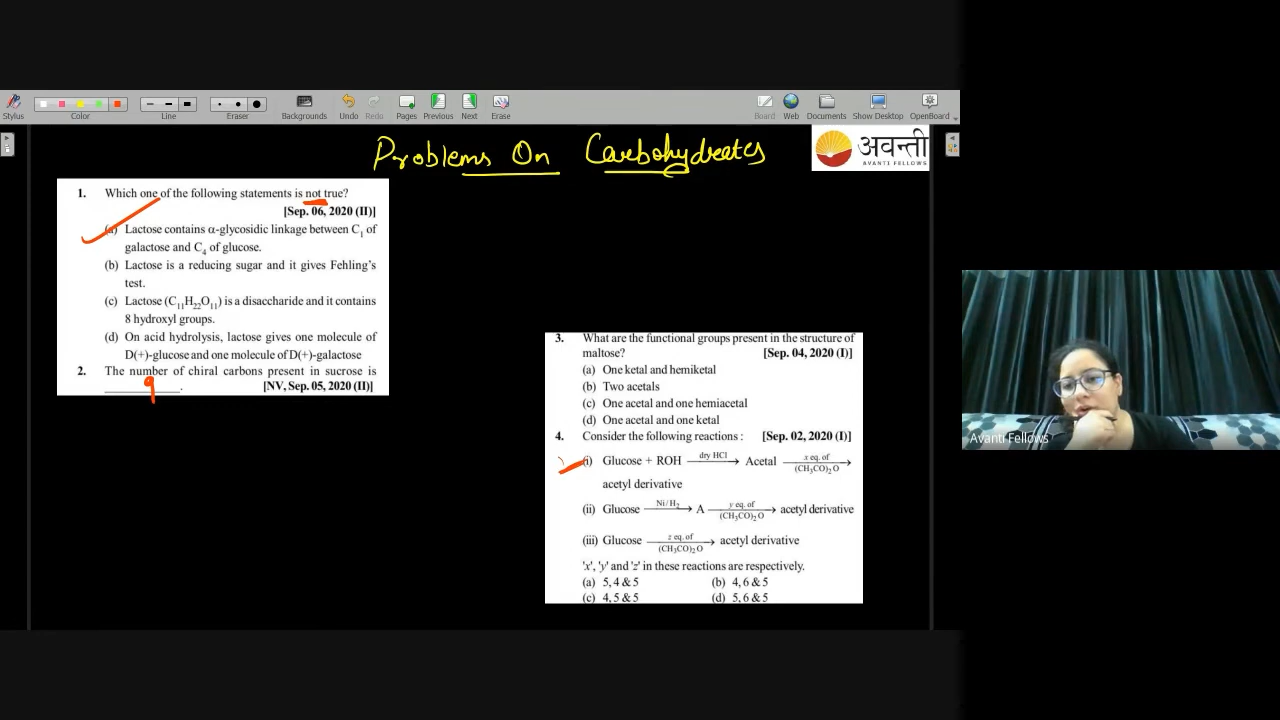 Stylus
Color
Line
Eraser
Backgrounds
Undo
Redo
Pages
Previous
Next
Erase
Board
Web
Documents
Show Desktop
OpenBoard
Problems On Carbohydrates
अवन्ती
AVANTI FELLOWS
1. Which one of the following statements is not true?
[Sep. 06, 2020 (II)]
(a) Lactose contains α-glycosidic linkage between C₁ of
galactose and C₄ of glucose.
(b) Lactose is a reducing sugar and it gives Fehling's
test.
(c) Lactose (C₁₁H₂₂O₁₁) is a disaccharide and it contains
8 hydroxyl groups.
(d) On acid hydrolysis, lactose gives one molecule of
D(+)-glucose and one molecule of D(+)-galactose
2. The number of chiral carbons present in sucrose is
9
__________. [NV, Sep. 05, 2020 (II)]
3. What are the functional groups present in the structure of
maltose? [Sep. 04, 2020 (I)]
(a) One ketal and hemiketal
(b) Two acetals
(c) One acetal and one hemiacetal
(d) One acetal and one ketal
4. Consider the following reactions : [Sep. 02, 2020 (I)]
(i) Glucose + ROH dry HCl → Acetal x eq. of (CH₃CO)₂O →
acetyl derivative
(ii) Glucose Ni/H₂ → A y eq. of (CH₃CO)₂O → acetyl derivative
(iii) Glucose z eq. of (CH₃CO)₂O → acetyl derivative
'x', 'y' and 'z' in these reactions are respectively.
(a) 5, 4 & 5 (b) 4, 6 & 5
(c) 4, 5 & 5 (d) 5, 6 & 5
Avanti Fellows